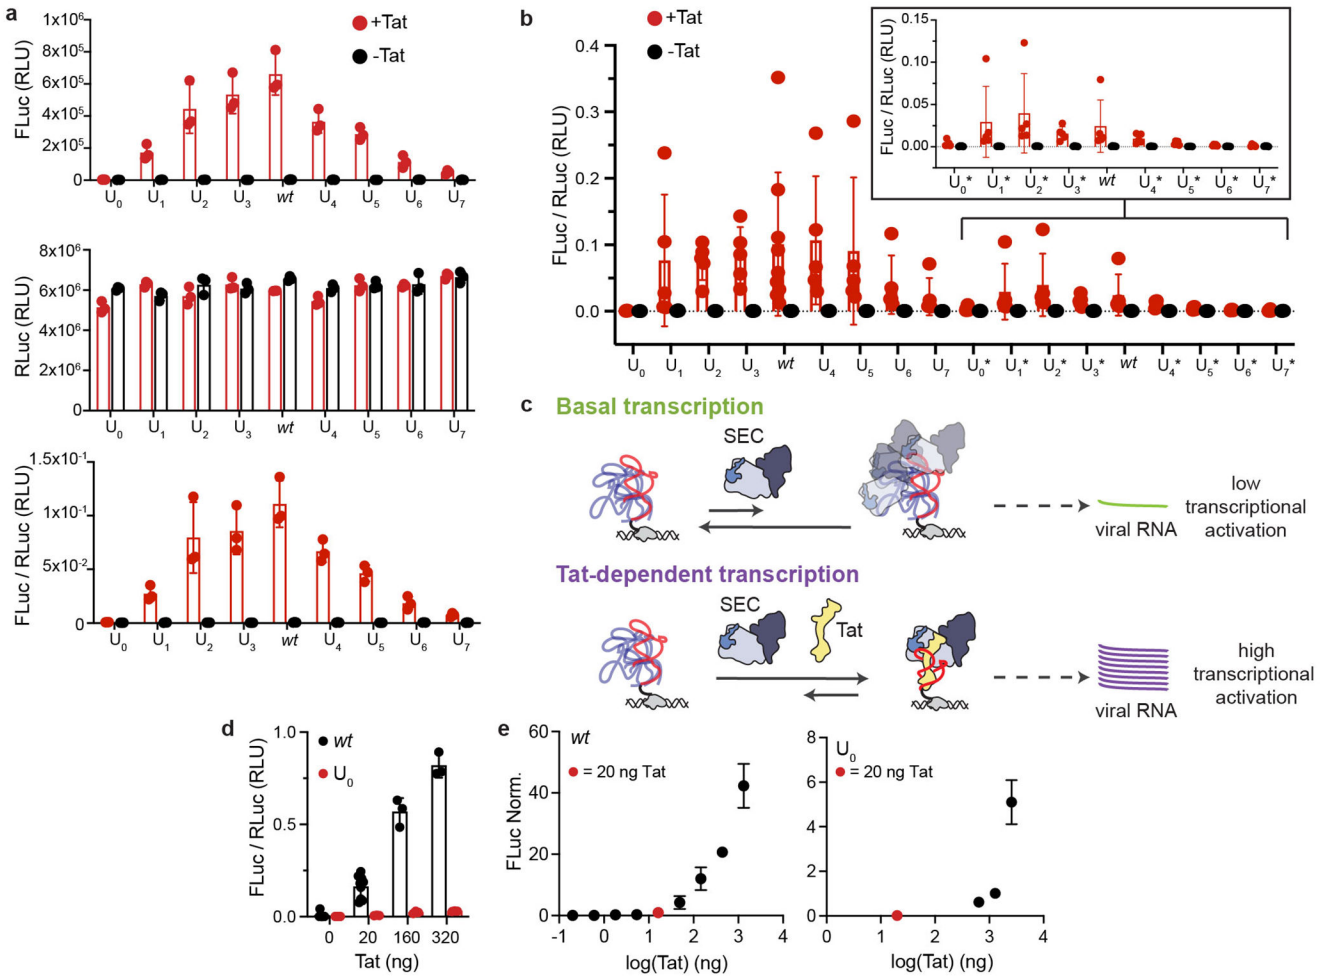 a
+Tat
-Tat
FLuc (RLU)
1x10⁶
8x10⁵
6x10⁵
4x10⁵
2x10⁵
0
U₀ U₁ U₂ U₃ wt U₄ U₅ U₆ U₇
RLuc (RLU)
8x10⁶
6x10⁶
4x10⁶
2x10⁶
0
U₀ U₁ U₂ U₃ wt U₄ U₅ U₆ U₇
FLuc / RLuc (RLU)
1.5x10⁻¹
1x10⁻¹
5x10⁻²
0
U₀ U₁ U₂ U₃ wt U₄ U₅ U₆ U₇
b
+Tat
-Tat
FLuc / RLuc (RLU)
0.4
0.3
0.2
0.1
0.0
U₀ U₁ U₂ U₃ wt U₄ U₅ U₆ U₇ U₀* U₁* U₂* U₃* wt U₄* U₅* U₆* U₇*
FLuc / RLuc (RLU)
0.15
0.10
0.05
0.00
U₀* U₁* U₂* U₃* wt U₄* U₅* U₆* U₇*
c
Basal transcription
SEC
viral RNA
low
transcriptional
activation
Tat-dependent transcription
SEC
Tat
viral RNA
high
transcriptional
activation
d
wt
U₀
FLuc / RLuc (RLU)
1.0
0.5
0.0
0 20 160 320
Tat (ng)
e
wt
= 20 ng Tat
FLuc Norm.
60
40
20
0
-1 0 1 2 3 4
log(Tat) (ng)
U₀
= 20 ng Tat
8
6
4
2
0
0 1 2 3 4
log(Tat) (ng)